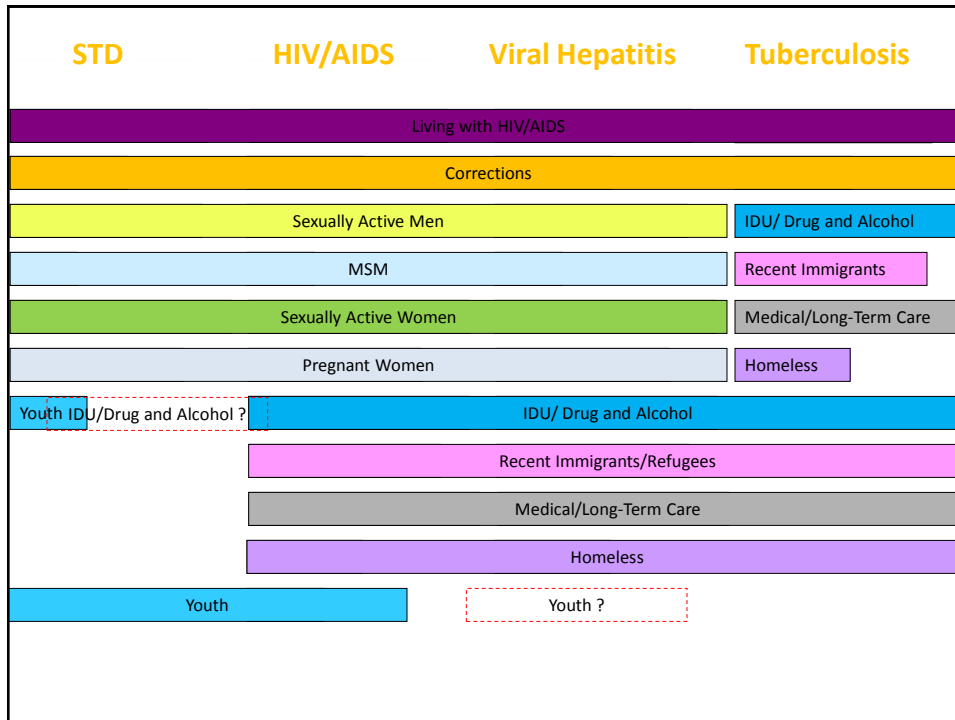 STD HIV/AIDS Viral Hepatitis Tuberculosis
Living with HIV/AIDS
Corrections
Sexually Active Men IDU/ Drug and Alcohol
MSM Recent Immigrants
Sexually Active Women Medical/Long-Term Care
Pregnant Women Homeless
Youth IDU/Drug and Alcohol ? IDU/ Drug and Alcohol
Recent Immigrants/Refugees
Medical/Long-Term Care
Homeless
Youth Youth ?